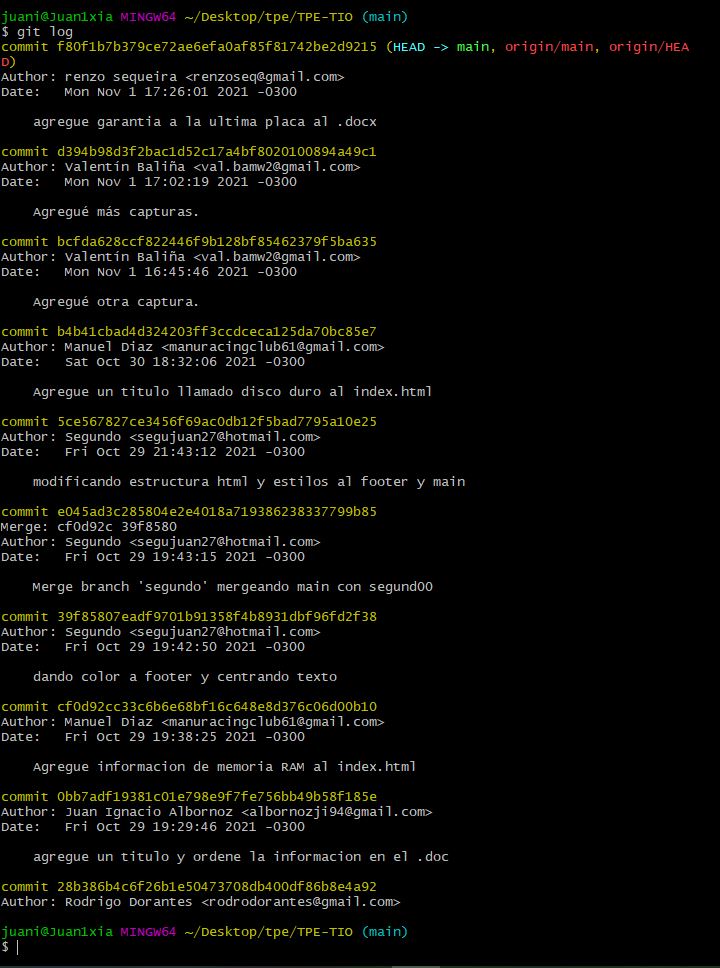 juani@Juan1xia MINGW64 ~/Desktop/tpe/TPE-TIO (main)
$ git log
commit f80f1b7b379ce72ae6efa0af85f81742be2d9215 (HEAD -> main, origin/main, origin/HEA
D)
Author: renzo sequeira <renzoseq@gmail.com>
Date:   Mon Nov 1 17:26:01 2021 -0300
    agregue garantia a la ultima placa al .docx
commit d394b98d3f2bac1d52c17a4bf8020100894a49c1
Author: Valentín Baliña <val.bamw2@gmail.com>
Date:   Mon Nov 1 17:02:19 2021 -0300
    Agregué más capturas.
commit bcfda628ccf822446f9b128bf85462379f5ba635
Author: Valentín Baliña <val.bamw2@gmail.com>
Date:   Mon Nov 1 16:45:46 2021 -0300
    Agregué otra captura.
commit b4b41cbad4d324203ff3ccdceca125da70bc85e7
Author: Manuel Diaz <manuracingclub61@gmail.com>
Date:   Sat Oct 30 18:32:06 2021 -0300
    Agregue un titulo llamado disco duro al index.html
commit 5ce567827ce3456f69ac0db12f5bad7795a10e25
Author: Segundo <segujuan27@hotmail.com>
Date:   Fri Oct 29 21:43:12 2021 -0300
    modificando estructura html y estilos al footer y main
commit e045ad3c285804e2e4018a719386238337799b85
Merge: cf0d92c 39f8580
Author: Segundo <segujuan27@hotmail.com>
Date:   Fri Oct 29 19:43:15 2021 -0300
    Merge branch 'segundo' mergeando main con segund00
commit 39f85807eadf9701b91358f4b8931dbf96fd2f38
Author: Segundo <segujuan27@hotmail.com>
Date:   Fri Oct 29 19:42:50 2021 -0300
    dando color a footer y centrando texto
commit cf0d92cc33c6b6e68bf16c648e8d376c06d00b10
Author: Manuel Diaz <manuracingclub61@gmail.com>
Date:   Fri Oct 29 19:38:25 2021 -0300
    Agregue informacion de memoria RAM al index.html
commit 0bb7adf19381c01e798e9f7fe756bb49b58f185e
Author: Juan Ignacio Albornoz <albornozji94@gmail.com>
Date:   Fri Oct 29 19:29:46 2021 -0300
    agregue un titulo y ordene la informacion en el .doc
commit 28b386b4c6f26b1e50473708db400df86b8e4a92
Author: Rodrigo Dorantes <rodrodorantes@gmail.com>
juani@Juan1xia MINGW64 ~/Desktop/tpe/TPE-TIO (main)
$